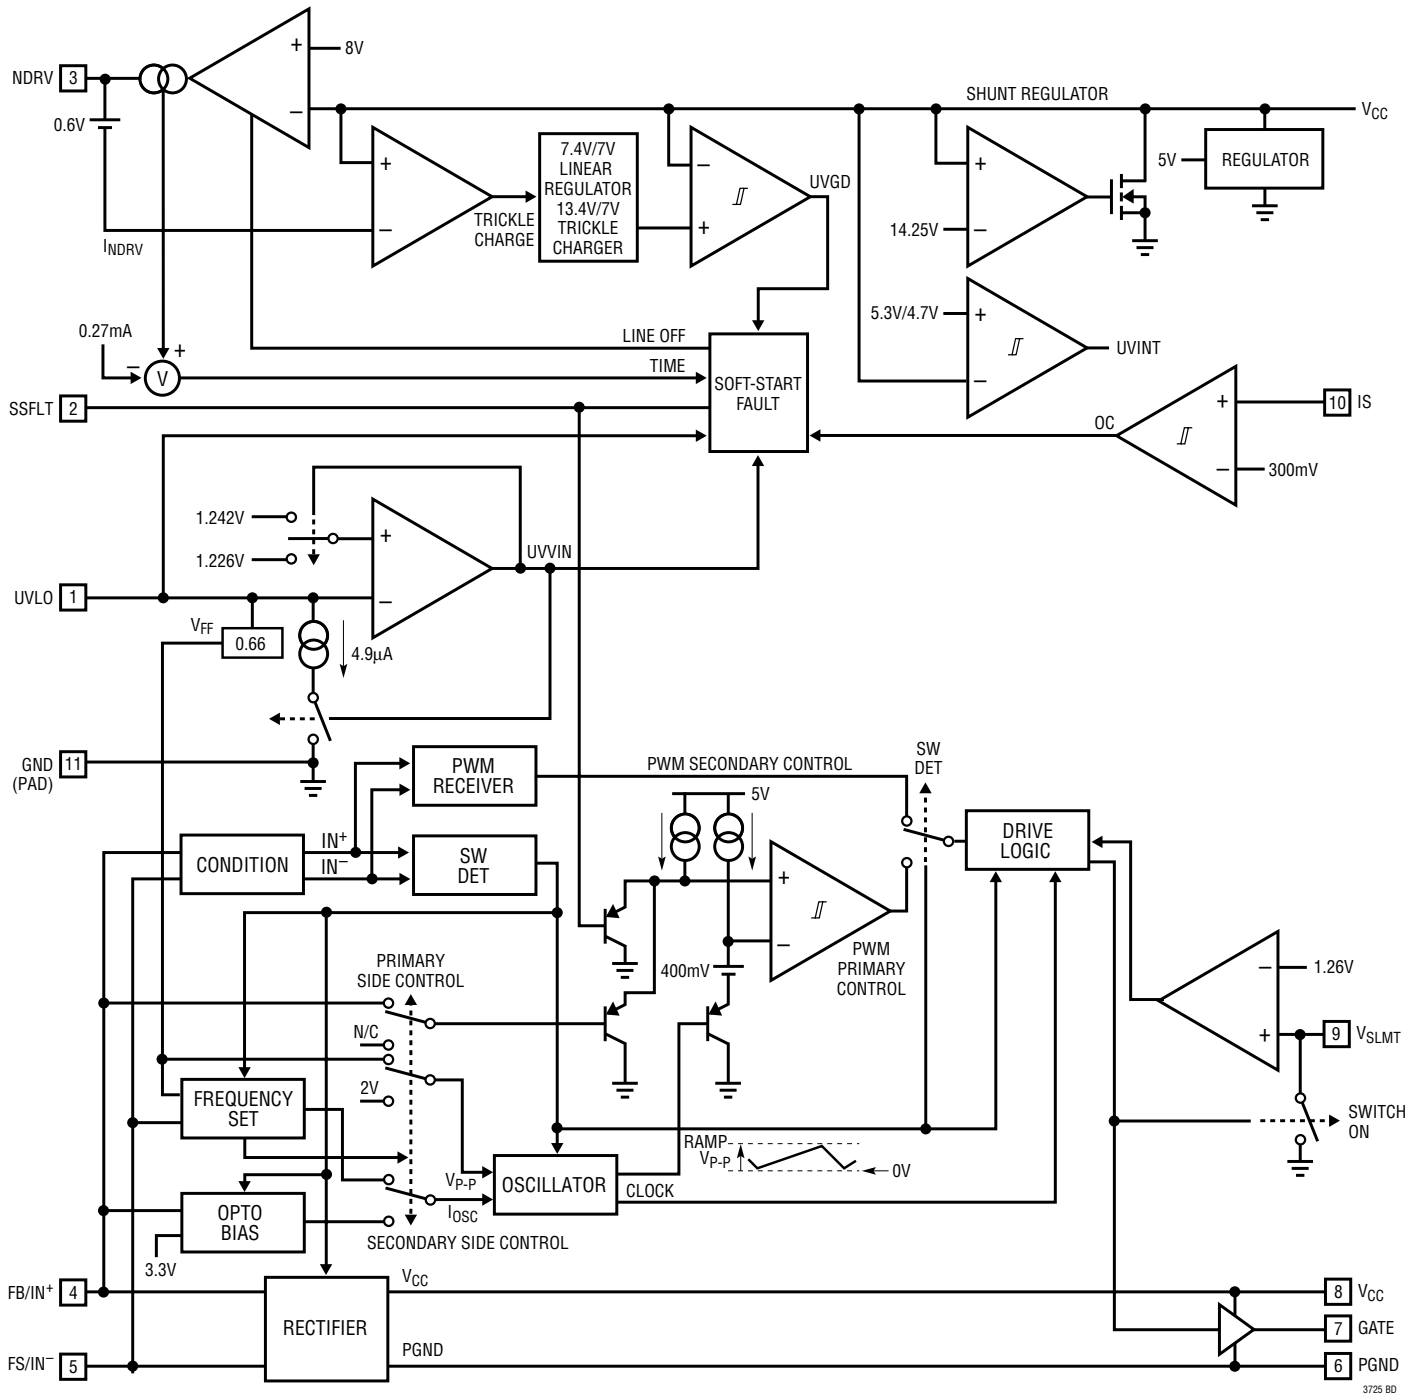 +
8V
NDRV
3
SHUNT REGULATOR
VCC
−
0.6V
7.4V/7V
LINEAR
REGULATOR
13.4V/7V
TRICKLE
CHARGER
+
−
INDRV
TRICKLE
CHARGE
−
+
UVGD
+
−
14.25V
5V
REGULATOR
5.3V/4.7V
+
−
UVINT
0.27mA
−
+
V
LINE OFF
TIME
SSFLT
2
SOFT-START
FAULT
OC
+
−
10
IS
300mV
1.242V
1.226V
+
−
UVVIN
UVLO
1
VFF
0.66
4.9µA
GND
(PAD)
11
PWM
RECEIVER
PWM SECONDARY CONTROL
SW
DET
5V
CONDITION
IN+
IN−
SW
DET
DRIVE
LOGIC
+
−
PWM
PRIMARY
CONTROL
400mV
PRIMARY
SIDE CONTROL
N/C
2V
−
1.26V
+
9
VSLMT
SWITCH
ON
FREQUENCY
SET
RAMP
VP-P
0V
VP-P
IOSC
OSCILLATOR
CLOCK
OPTO
BIAS
3.3V
SECONDARY SIDE CONTROL
FB/IN+
4
VCC
8
VCC
RECTIFIER
7
GATE
FS/IN−
5
PGND
6
PGND
3725 BD